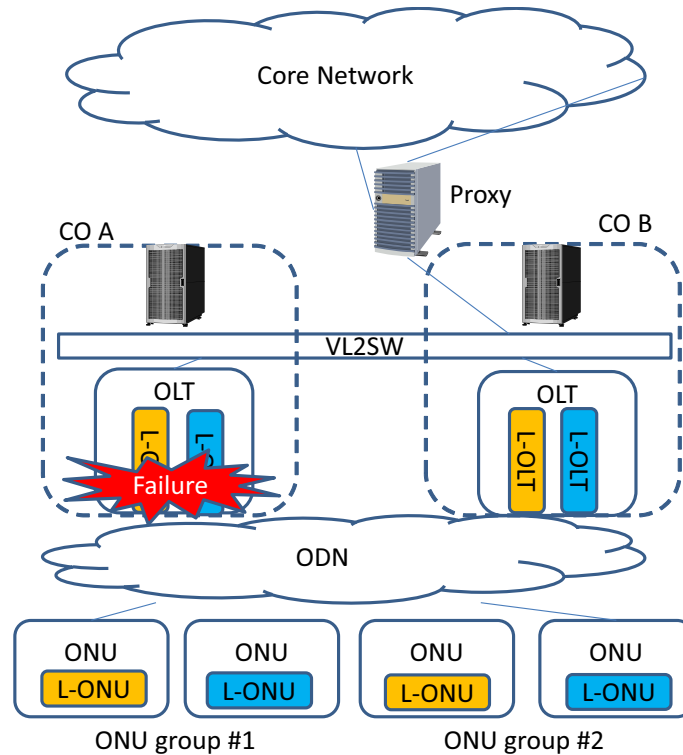 Core Network
Proxy
CO A
CO B
VL2SW
OLT
OLT
L-OLT
L-OLT
Failure
ODN
ONU
ONU
ONU
ONU
L-ONU
L-ONU
L-ONU
L-ONU
ONU group #1
ONU group #2